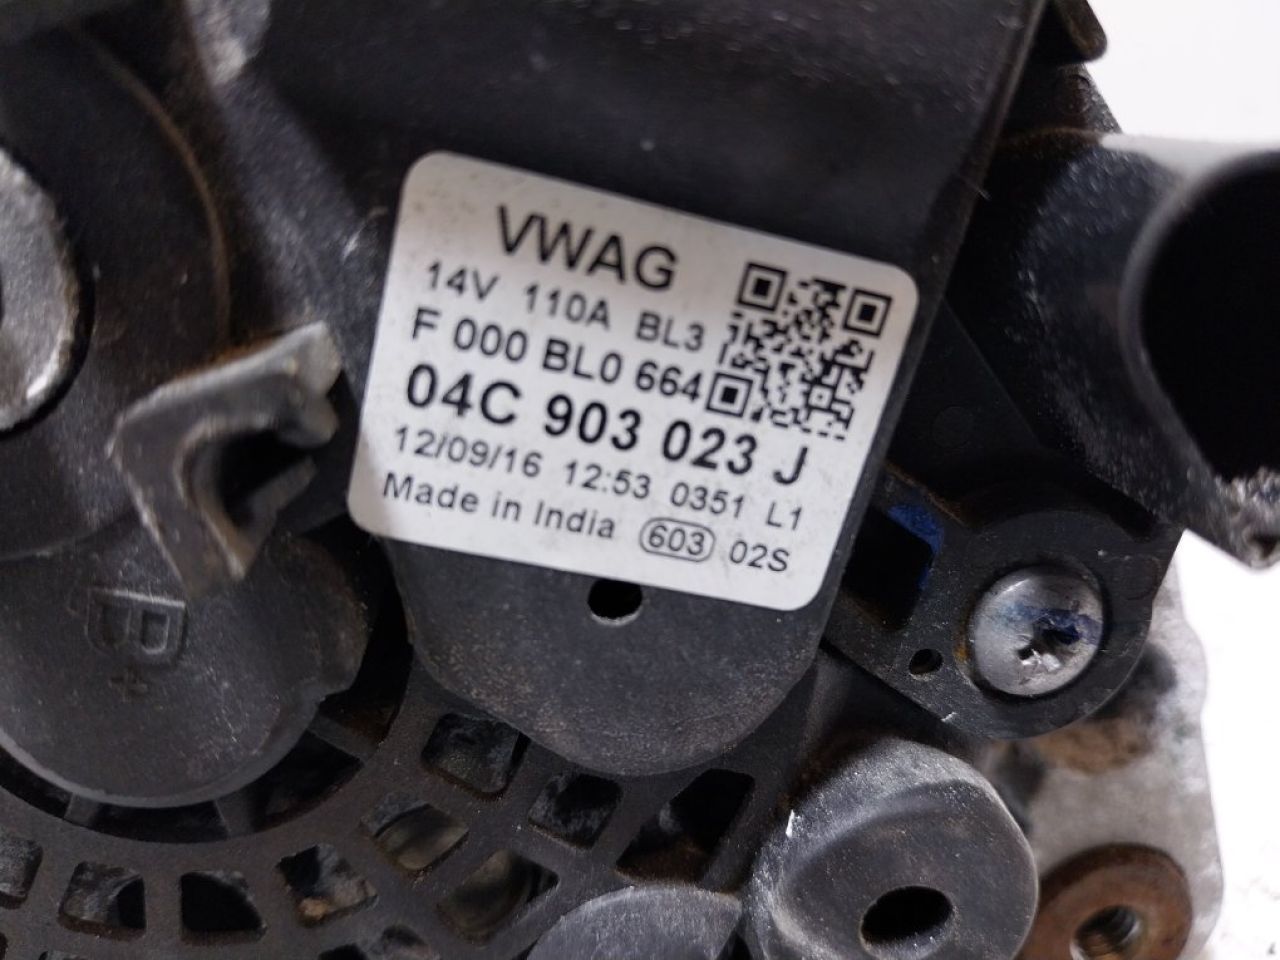 VWAG
14V 110A BL3
F 000 BL0 664
04C 903 023 J
12/09/16 12:53 0351 L1
Made in India 603 02S
B+